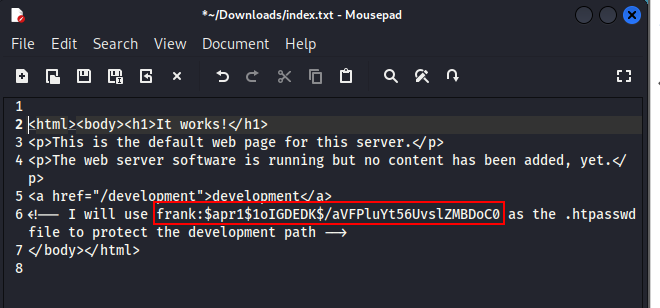 *~/Downloads/index.txt - Mousepad
File Edit Search View Document Help
1
2 <html><body><h1>It works!</h1>
3 <p>This is the default web page for this server.</p>
4 <p>The web server software is running but no content has been added, yet.</
p>
5 <a href="/development">development</a>
6 <!-- I will use frank:$apr1$1oIGDEDK$/aVFPluYt56UvslZMBDoC0 as the .htpasswd
file to protect the development path -->
7 </body></html>
8